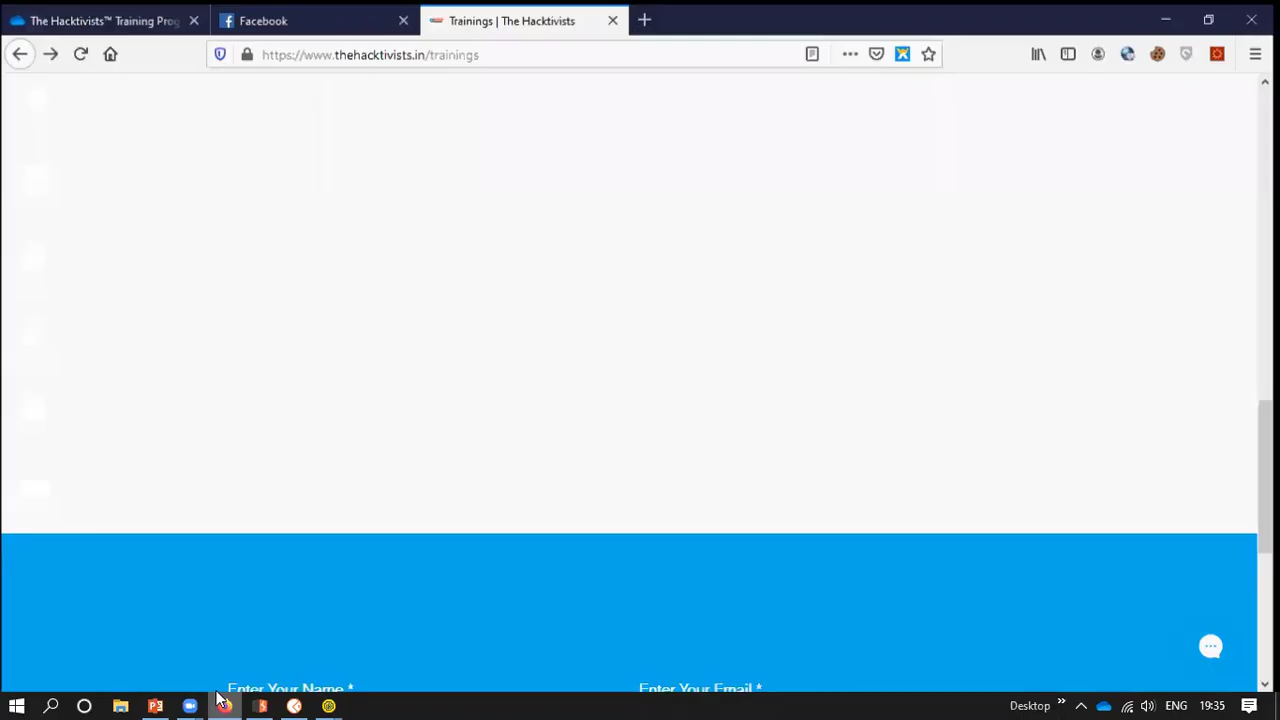 The Hacktivists™ Training Prog
Facebook
Trainings | The Hacktivists
https://www.thehacktivists.in/trainings
Enter Your Name *
Enter Your Email *
Desktop
ENG
19:35